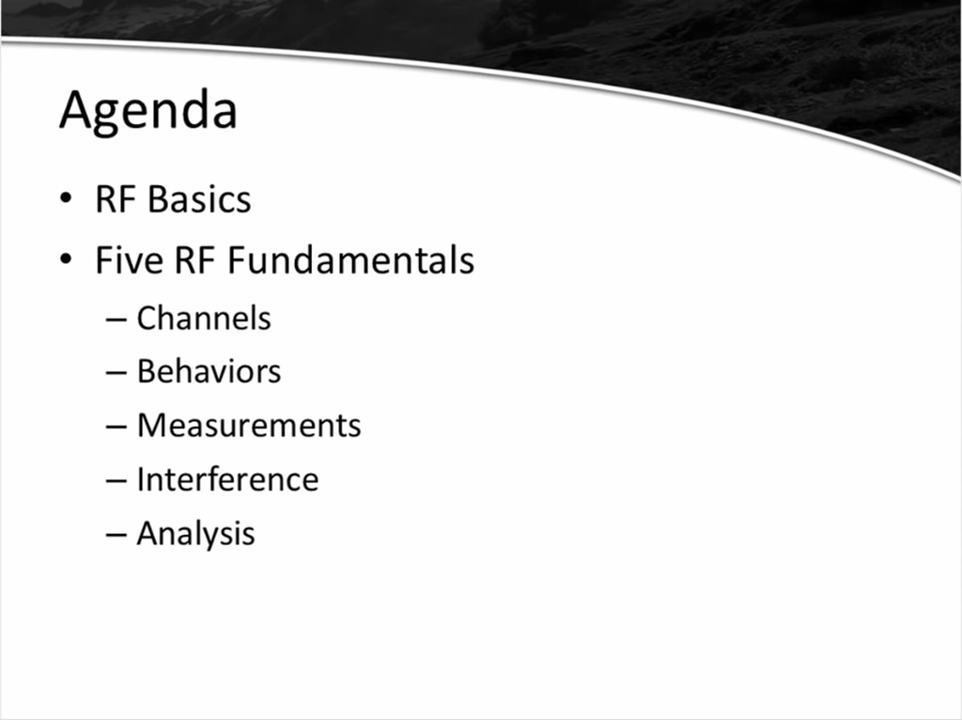 Agenda
• RF Basics
• Five RF Fundamentals
– Channels
– Behaviors
– Measurements
– Interference
– Analysis